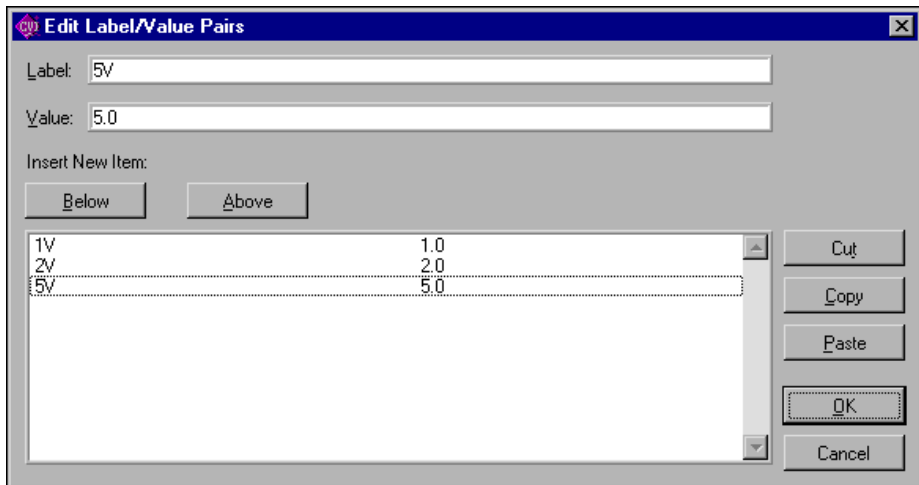 CVI Edit Label/Value Pairs
Label: 5V
Value: 5.0
Insert New Item:
Below Above
1V 1.0
2V 2.0
5V 5.0
Cut
Copy
Paste
OK
Cancel